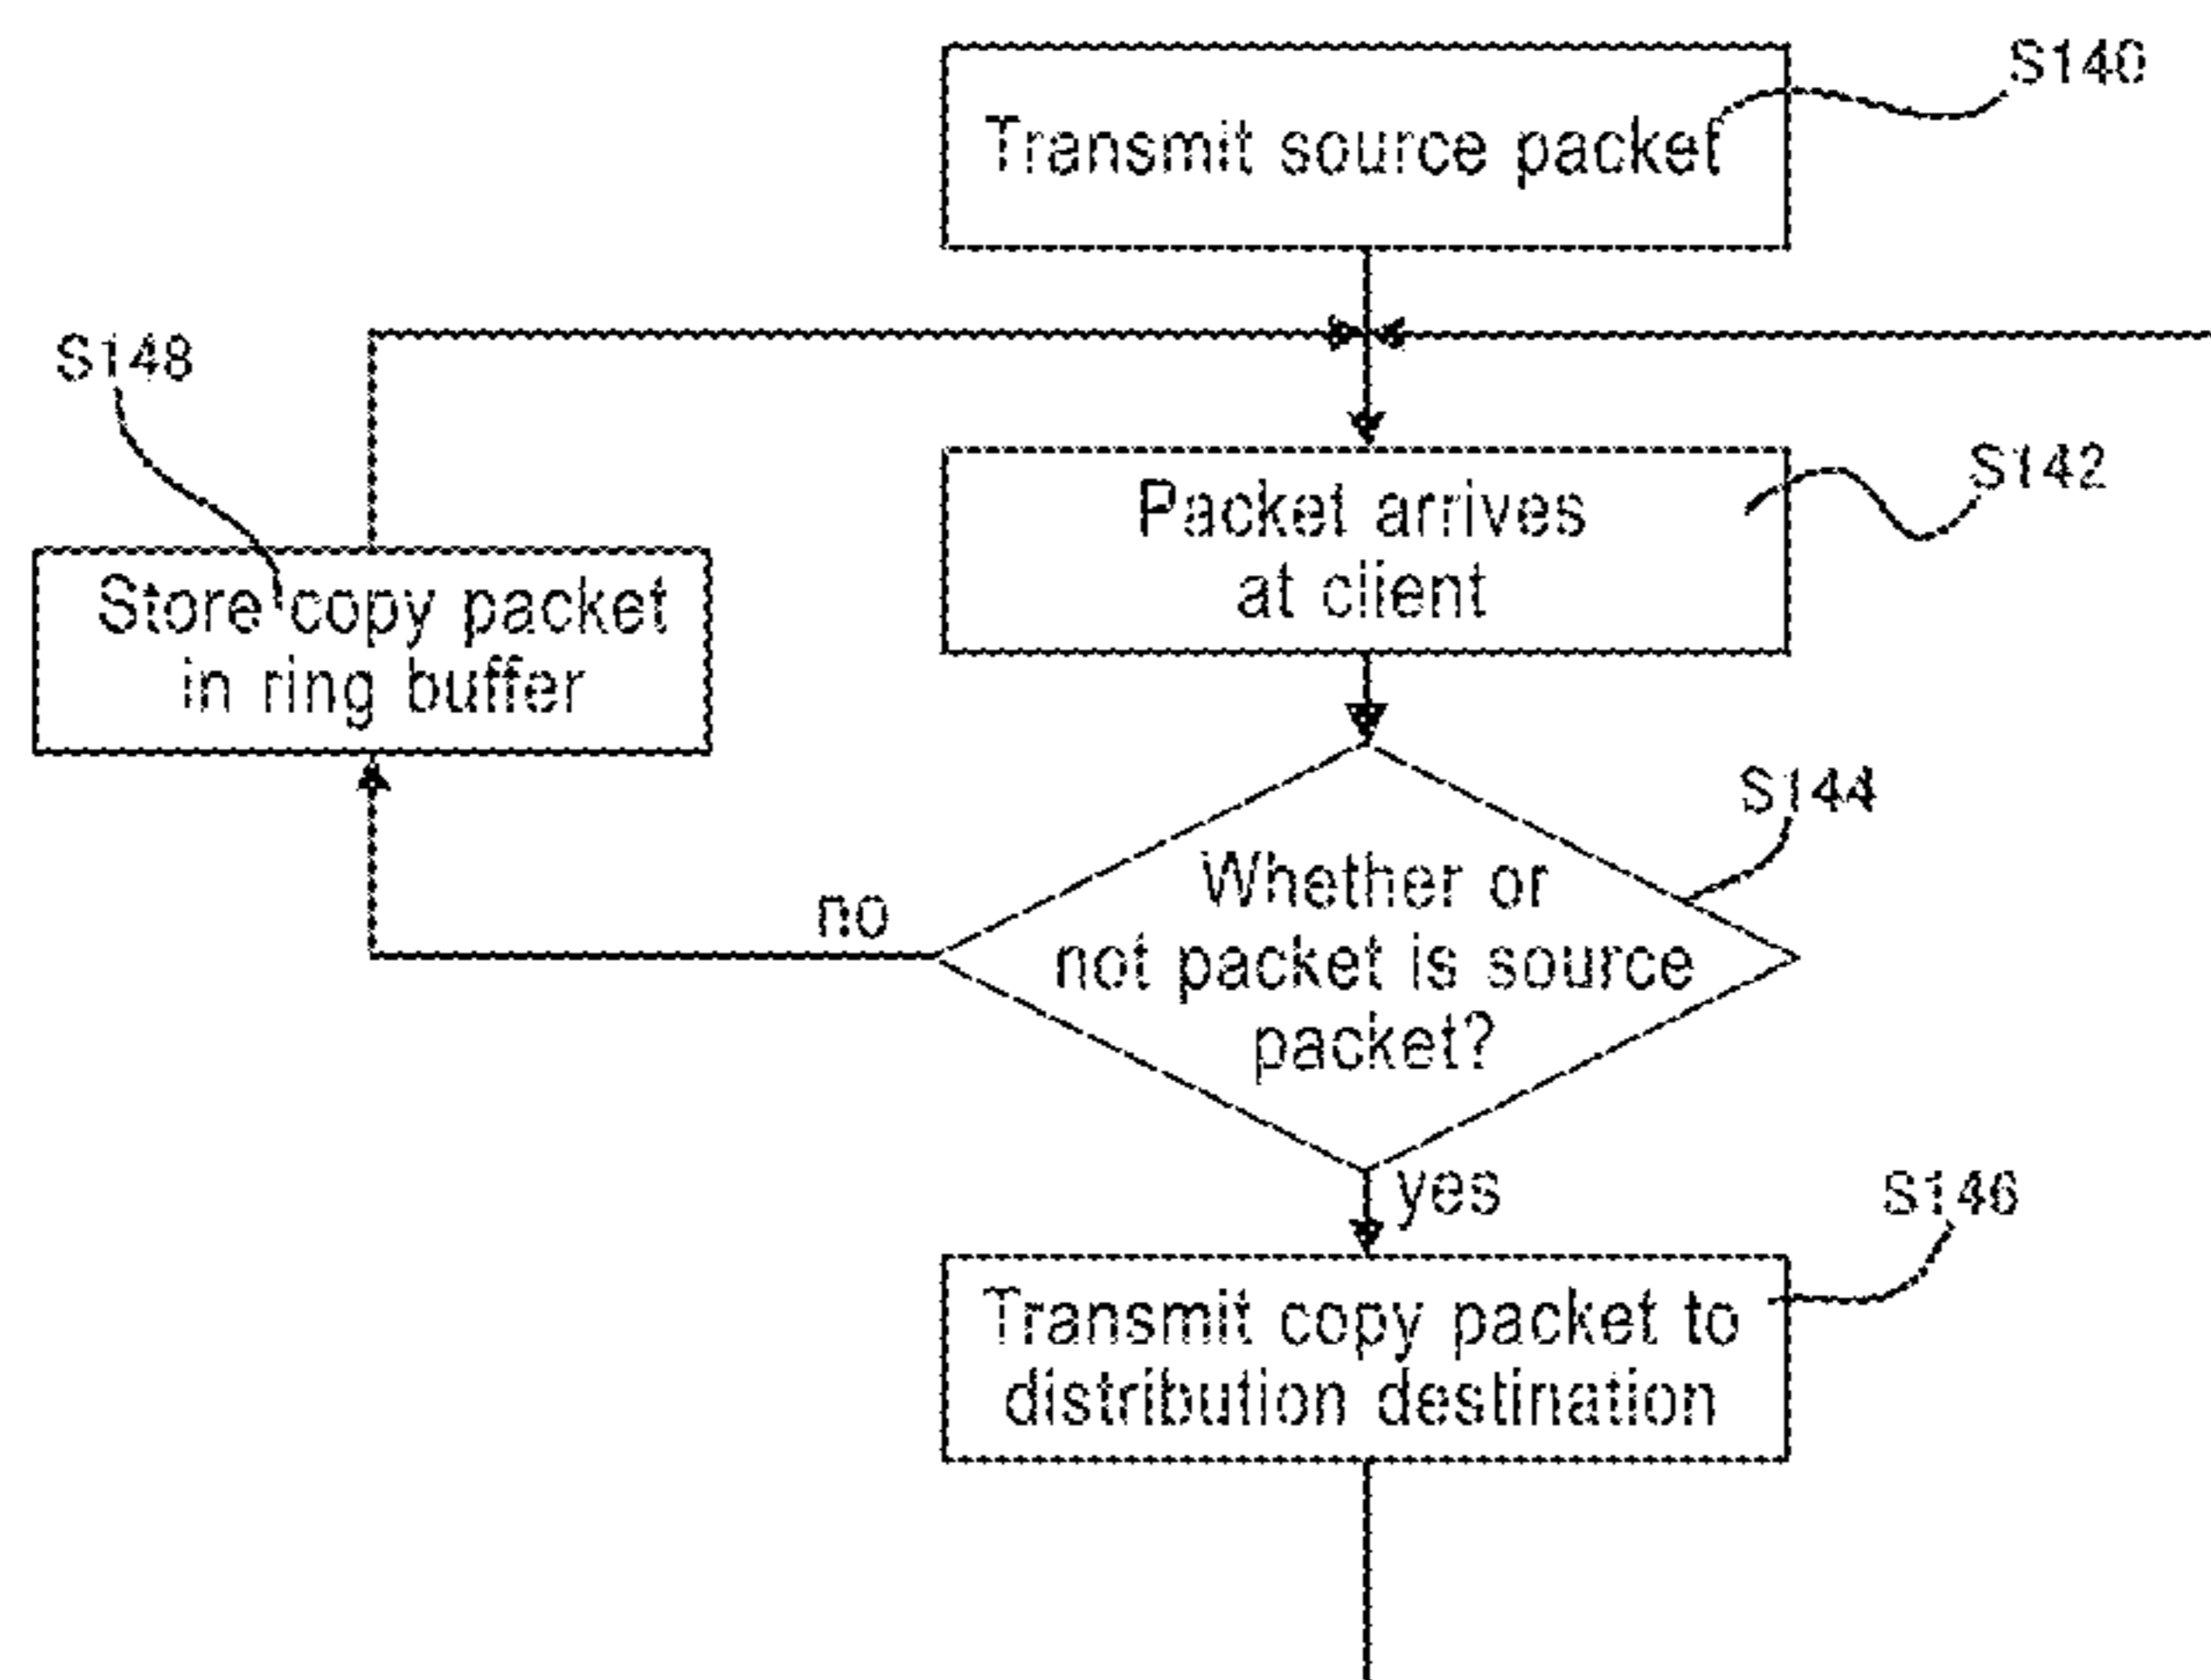 S140
Transmit source packet
S148
S142
Packet arrives
at client
Store copy packet
in ring buffer
S144
Whether or
not packet is source
packet?
no
yes
S146
Transmit copy packet to
distribution destination